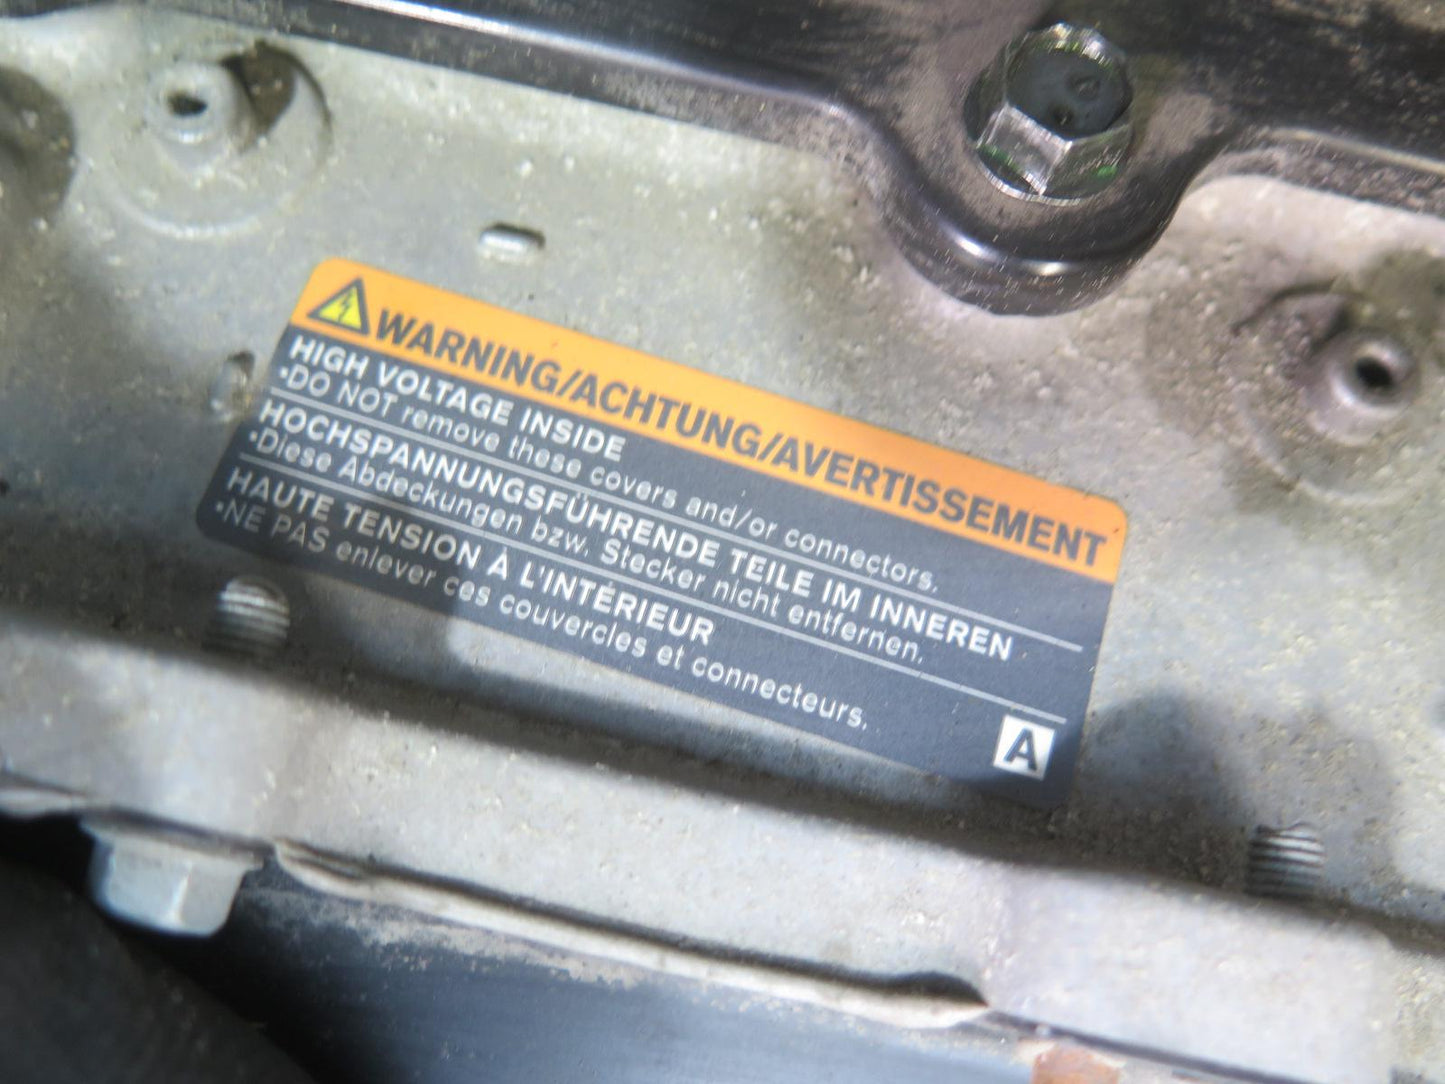 WARNING/ACHTUNG/AVERTISSEMENT
HIGH VOLTAGE INSIDE
•DO NOT remove these covers and/or connectors.
HOCHSPANNUNGSFÜHRENDE TEILE IM INNEREN
•Diese Abdeckungen bzw. Stecker nicht entfernen.
HAUTE TENSION À L'INTÉRIEUR
•NE PAS enlever ces couvercles et connecteurs.
A